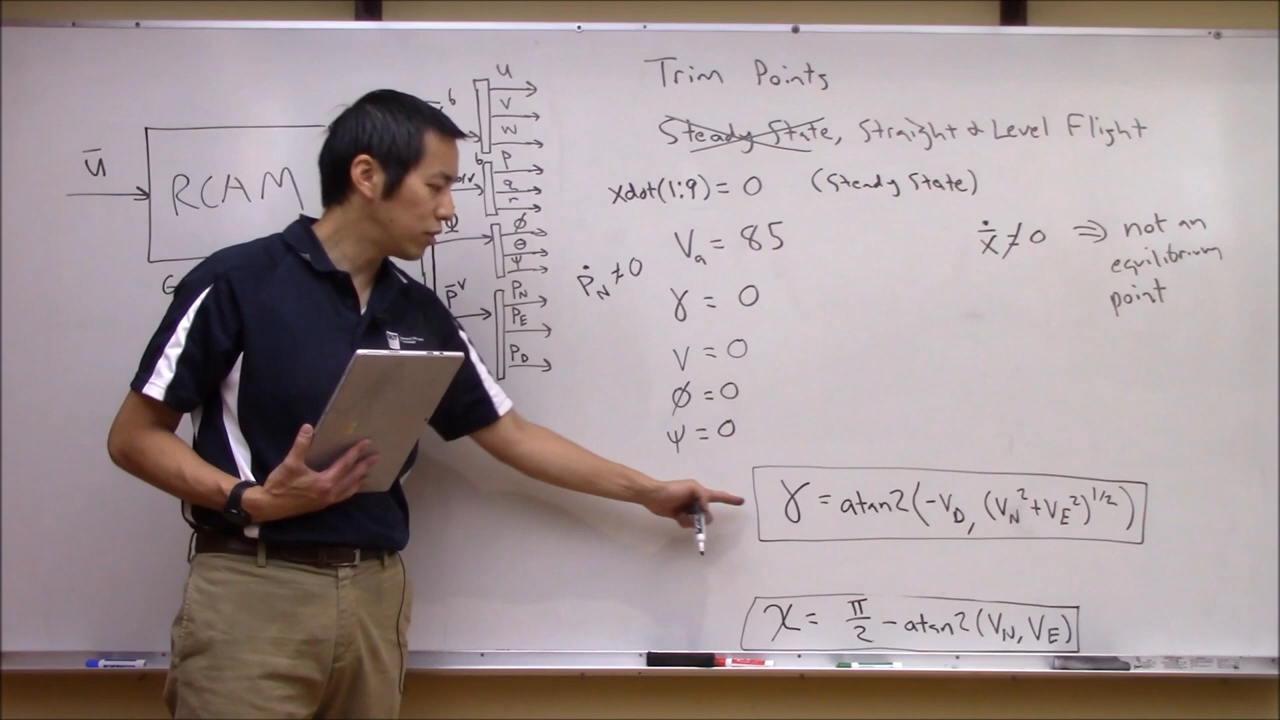 Trim Points
Steady State, Straight & Level Flight
xdot(1:9) = 0 (Steady State)
V_a = 85
γ = 0
v = 0
ϕ = 0
ψ = 0
ẋ ≠ 0 ⇒ not an
equilibrium
point
Ṗ_N ≠ 0
γ = atan2(-V_D, (V_N² + V_E²)^{1/2})
χ = π/2 - atan2(V_N, V_E)
ū
RCAM
G
b
u
v
w
b
p
q
r
ϕ
θ
ψ
P̄^v
P_N
P_E
P_D